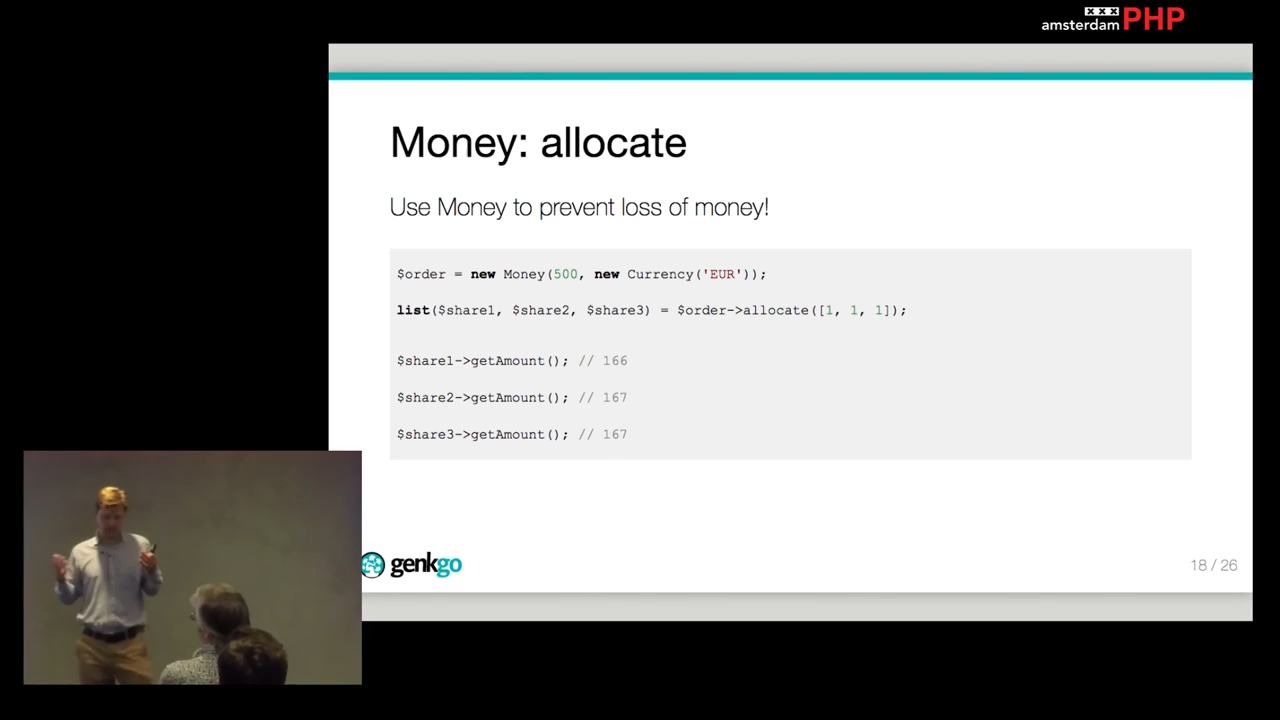 xxx
amsterdamPHP
Money: allocate
Use Money to prevent loss of money!
$order = new Money(500, new Currency('EUR'));
list($share1, $share2, $share3) = $order->allocate([1, 1, 1]);
$share1->getAmount(); // 166
$share2->getAmount(); // 167
$share3->getAmount(); // 167
genkgo
18 / 26